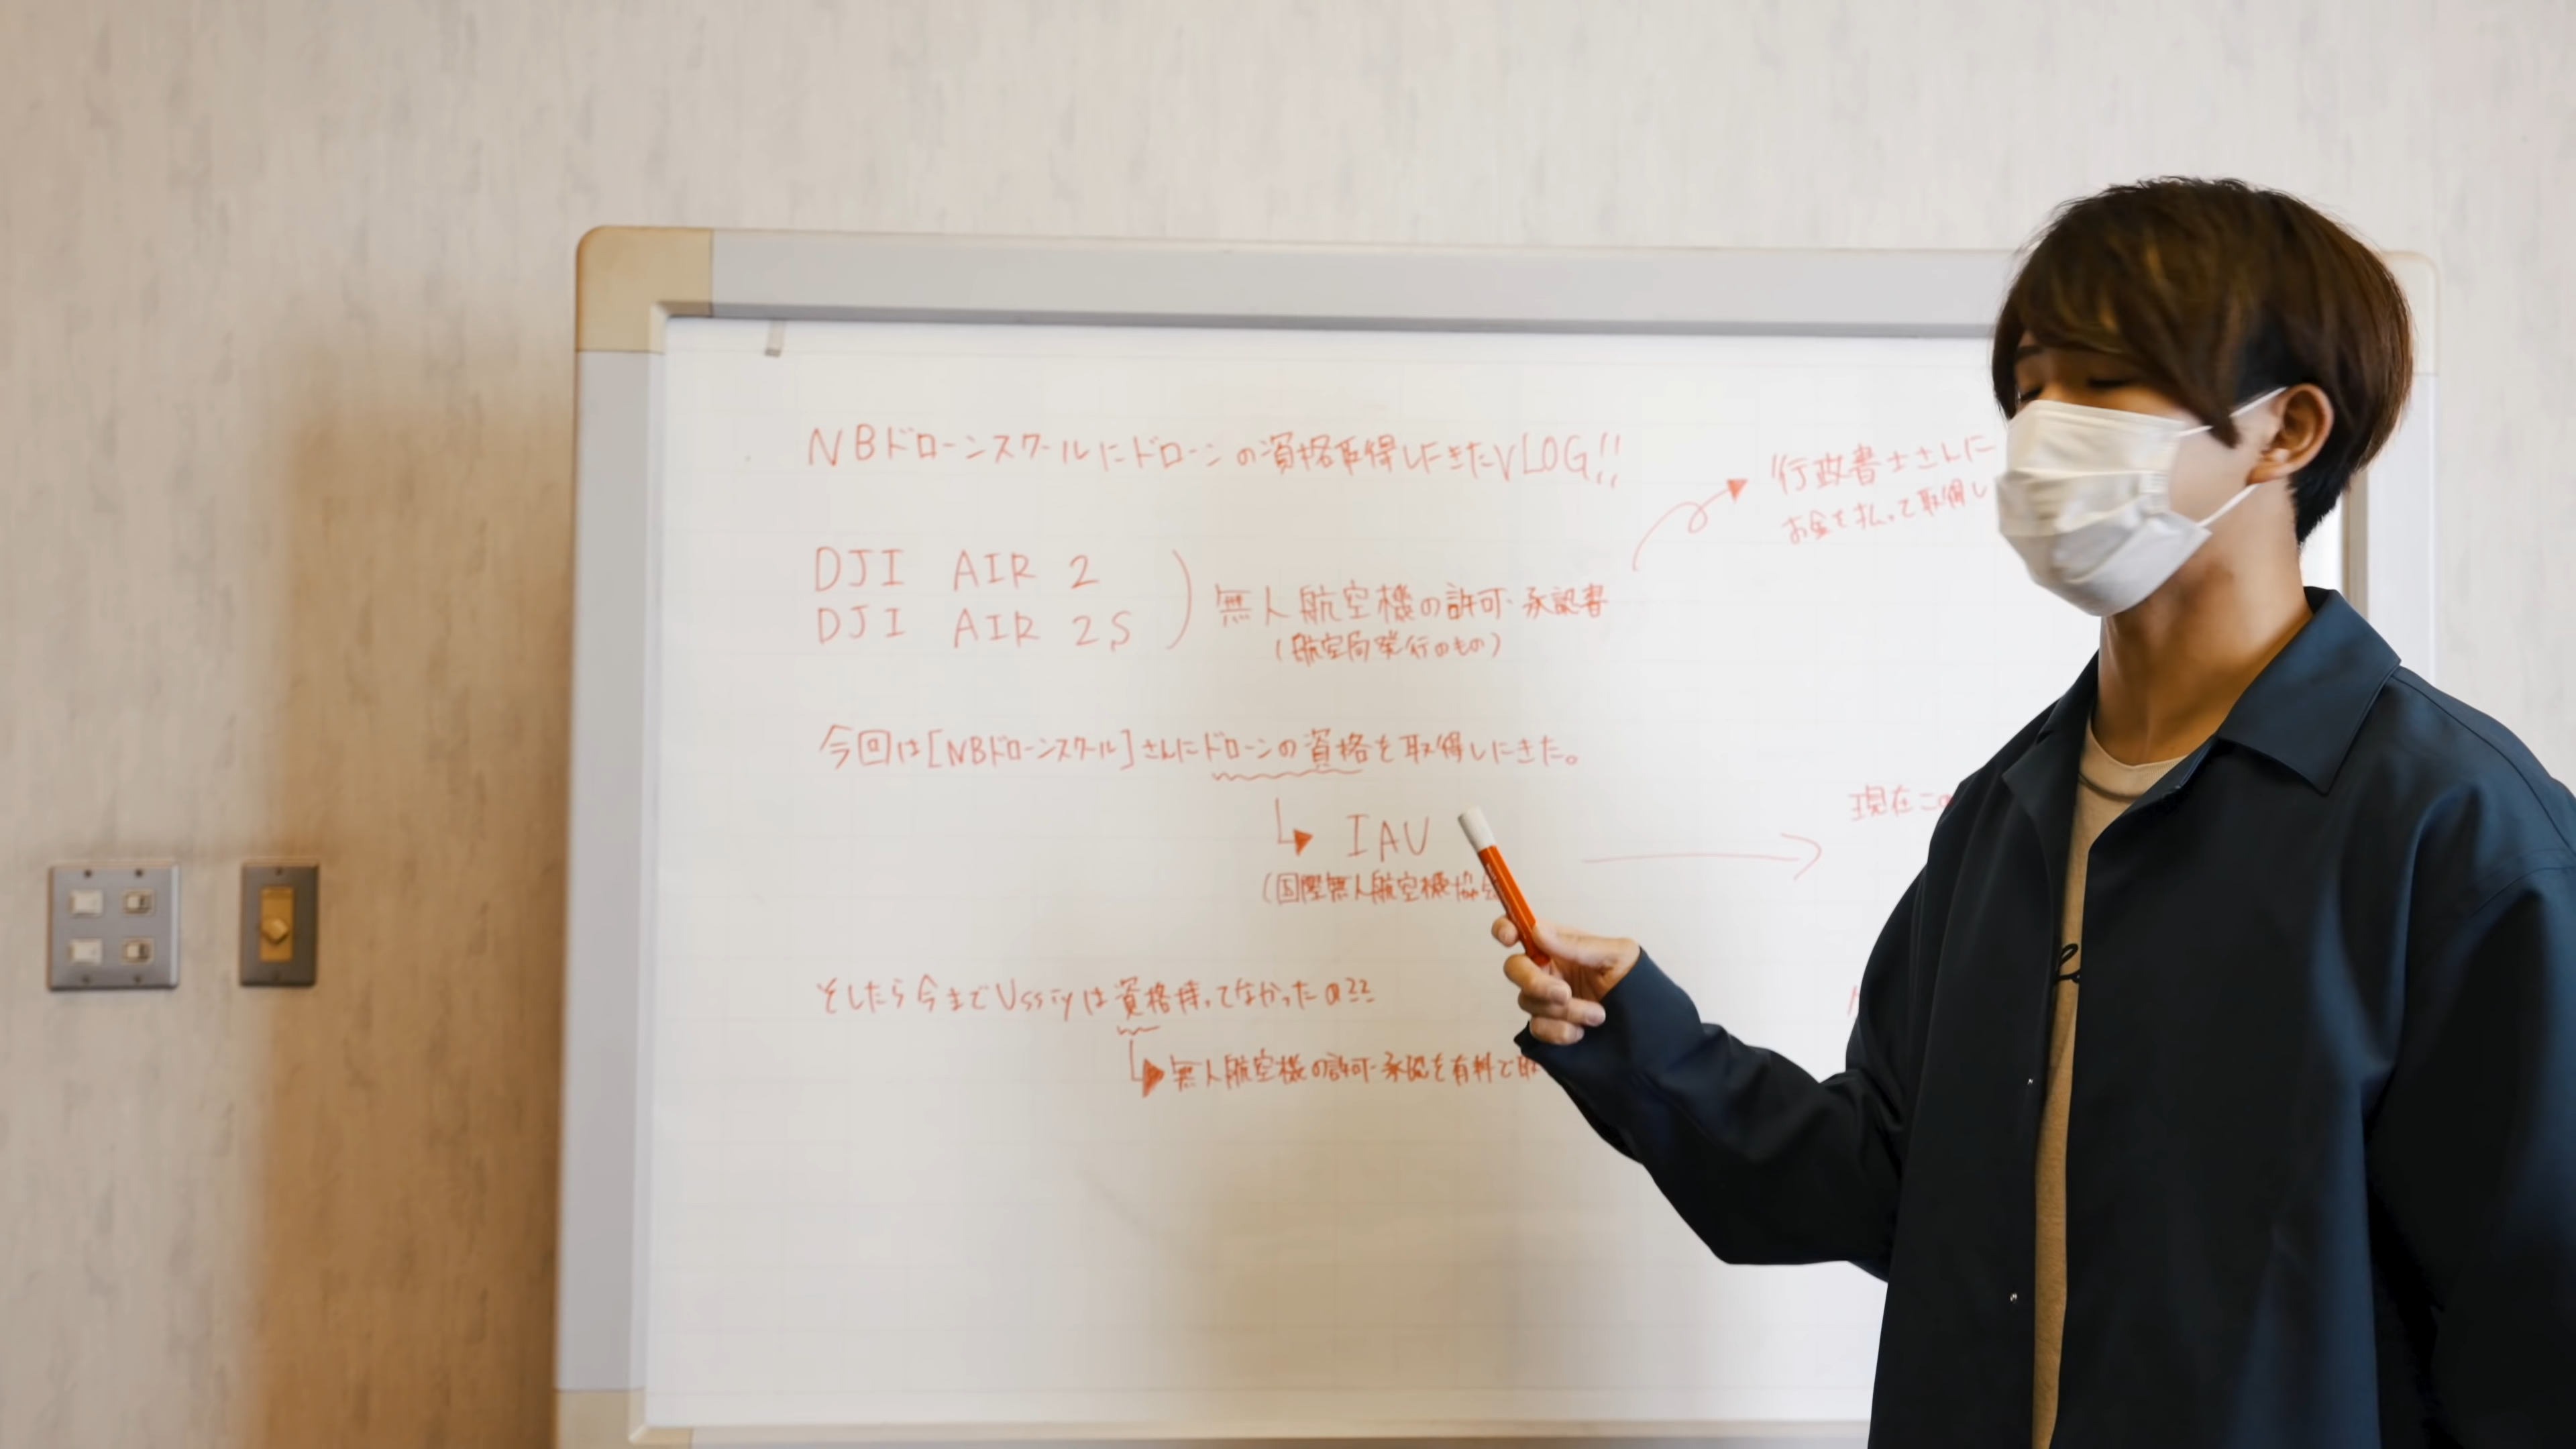 NBドローンスクールにドローンの資格取得しにきたVLOG!!
行政書士さんに
お金を払って取得し
DJI AIR 2
DJI AIR 2S
無人航空機の許可・承認書
(航空局発行のもの)
今回は[NBドローンスクール]さんにドローンの資格を取得しにきた。
IAU
(国際無人航空機協会
現在この
そしたら今までUssiyは資格持ってなかったの??
無人航空機の許可・承認を有料で取